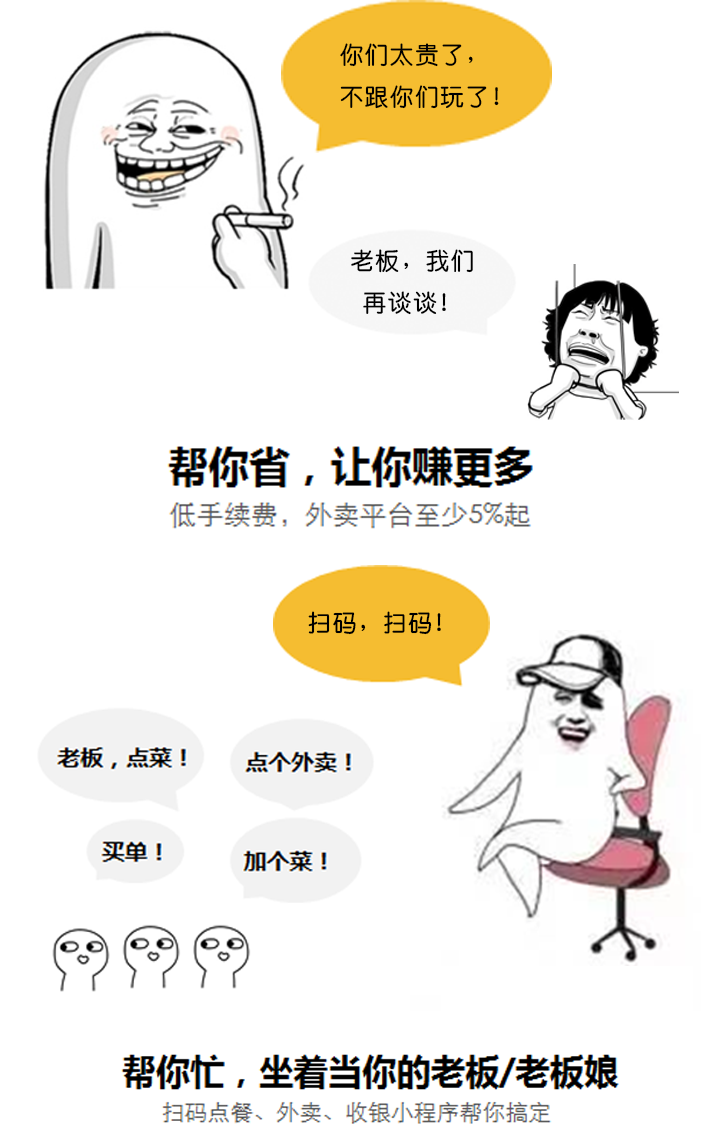 你们太贵了，
不跟你们玩了！
老板，我们
再谈谈！
帮你省，让你赚更多
低手续费，外卖平台至少5%起
扫码，扫码！
老板，点菜！
点个外卖！
买单！
加个菜！
帮你忙，坐着当你的老板/老板娘
扫码点餐、外卖、收银小程序帮你搞定